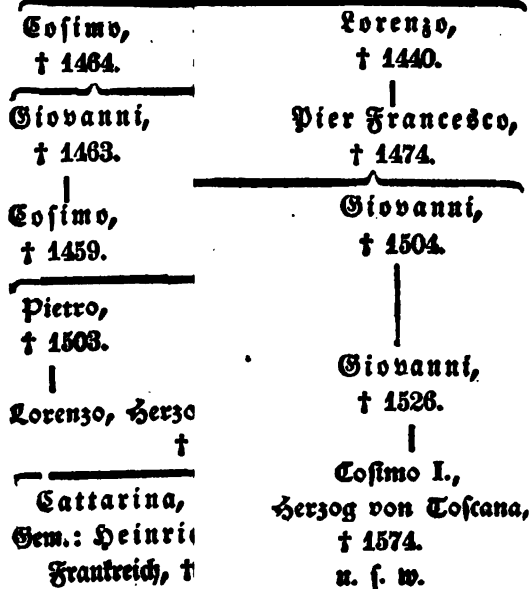 Cosimo,
† 1464.
Giovanni,
† 1463.
Cosimo,
† 1459.
Pietro,
† 1503.
Lorenzo, Herzo
†
Cattarina,
Gem.: Heinri
Frankreich, †
Lorenzo,
† 1440.
Pier Francesco,
† 1474.
Giovanni,
† 1504.
Giovanni,
† 1526.
Cosimo I.,
Herzog von Toscana,
† 1574.
u. s. w.